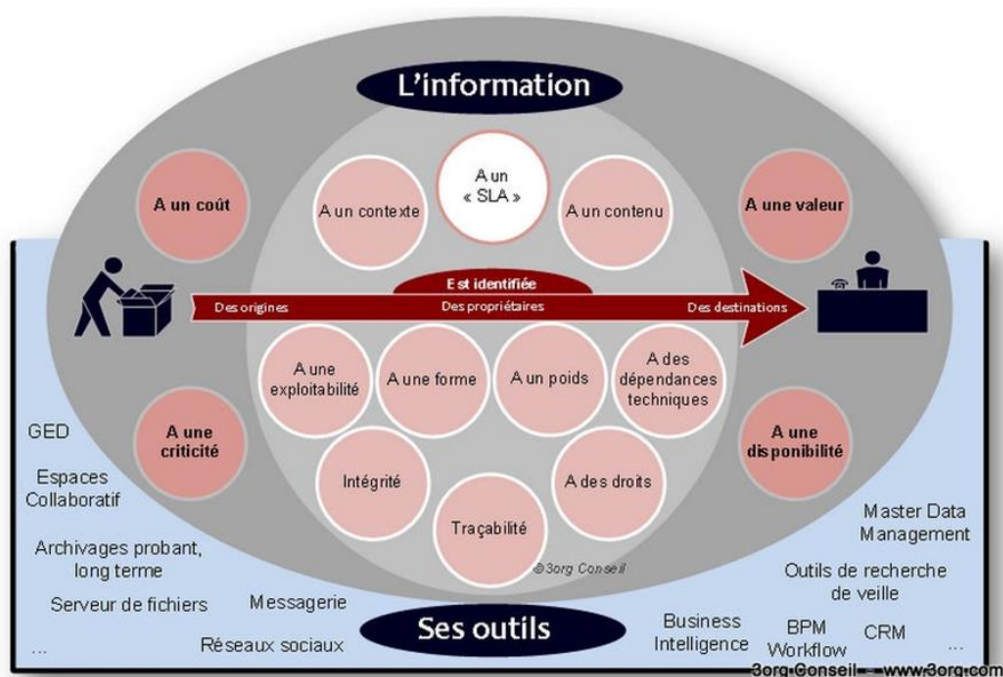 L'information
A un
« SLA »
A un coût
A un contexte
A un contenu
A une valeur
Est identifiée
Des origines
Des propriétaires
Des destinations
A une
exploitabilité
A une forme
A un poids
A des
dépendances
techniques
A une
criticité
Intégrité
A des droits
A une
disponibilité
Traçabilité
©3org Conseil
GED
Espaces
Collaboratif
Archivages probant,
long terme
Serveur de fichiers
Messagerie
Réseaux sociaux
...
Ses outils
Master Data
Management
Outils de recherche
de veille
Business
Intelligence
BPM
Workflow
CRM
...
3org Conseil – www.3org.com